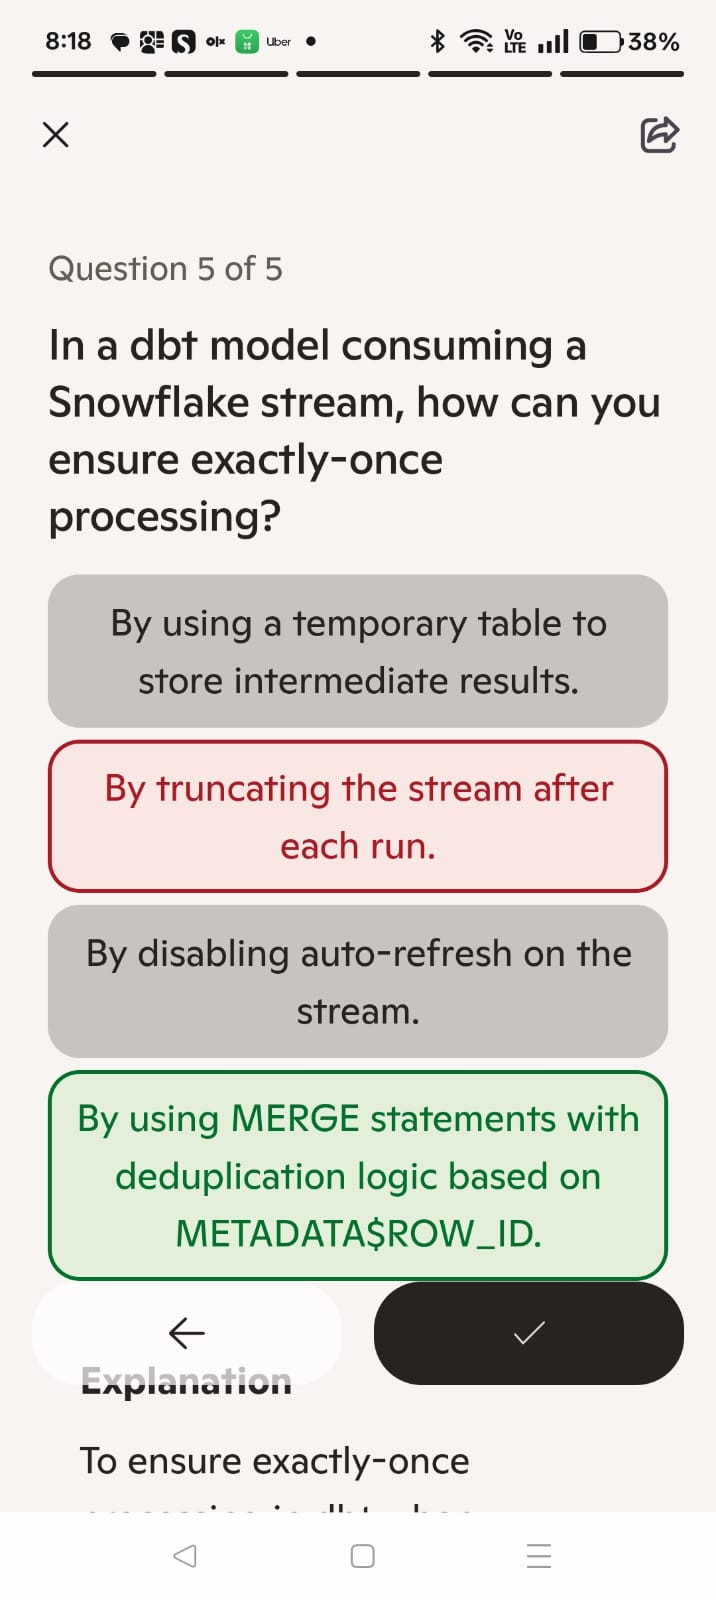 8:18
olx
Uber
Vo
LTE
38%
Question 5 of 5
In a dbt model consuming a
Snowflake stream, how can you
ensure exactly-once
processing?
By using a temporary table to
store intermediate results.
By truncating the stream after
each run.
By disabling auto-refresh on the
stream.
By using MERGE statements with
deduplication logic based on
METADATA$ROW_ID.
Explanation
To ensure exactly-once